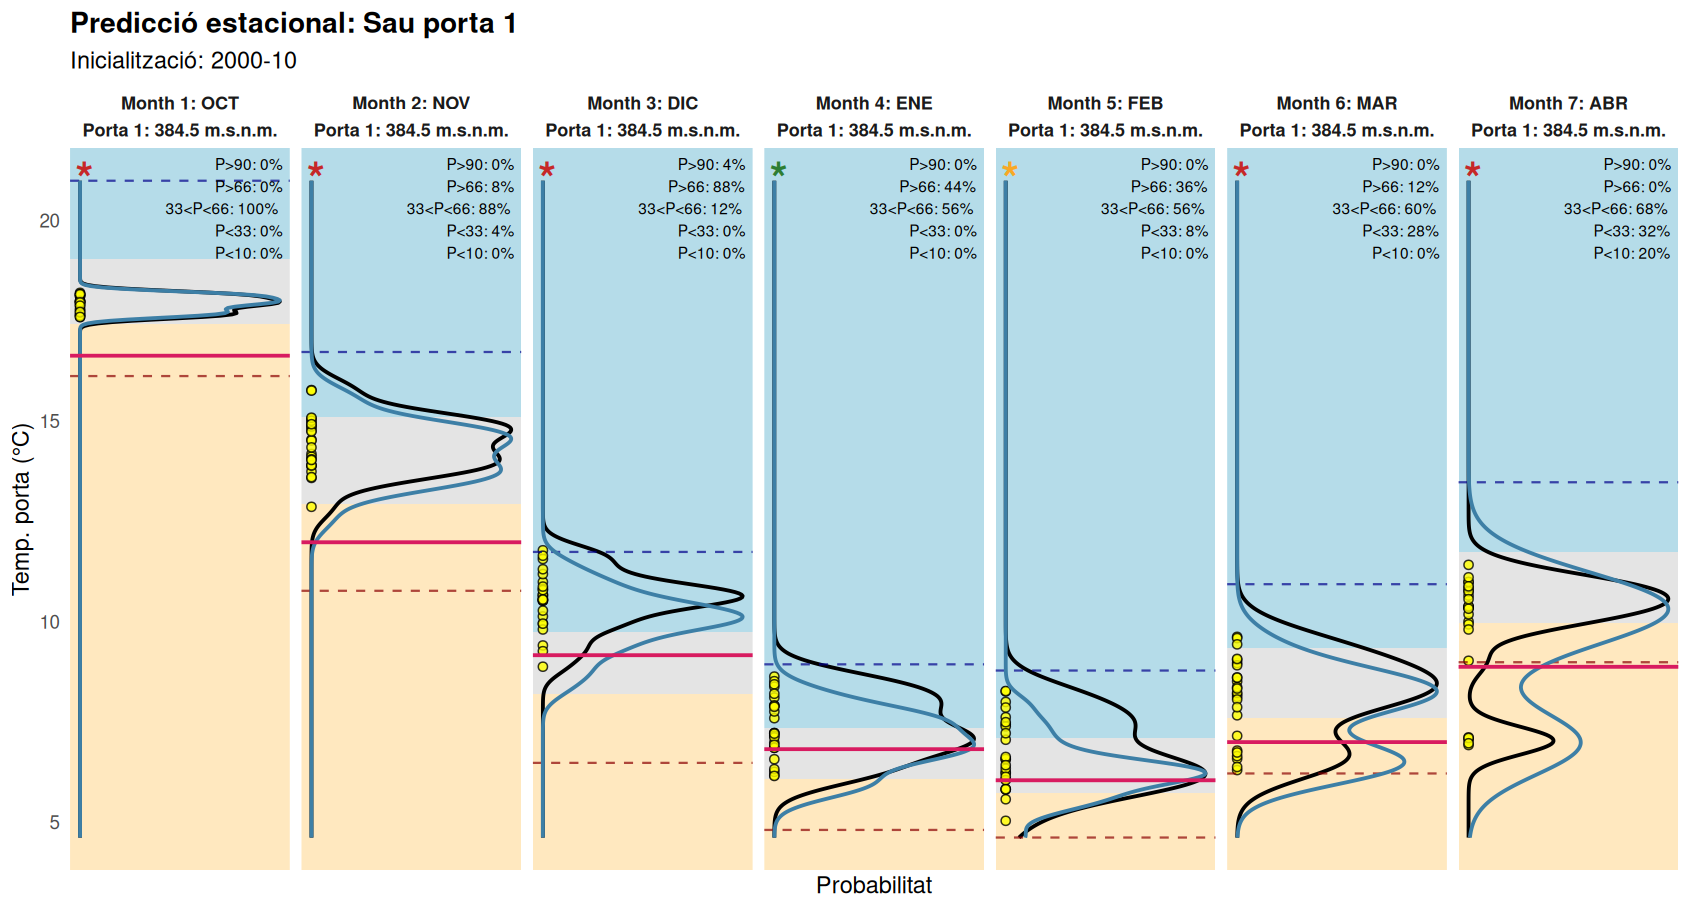 Predicció estacional: Sau porta 1
Inicialització: 2000-10
Month 1: OCT
Porta 1: 384.5 m.s.n.m.
Month 2: NOV
Porta 1: 384.5 m.s.n.m.
Month 3: DIC
Porta 1: 384.5 m.s.n.m.
Month 4: ENE
Porta 1: 384.5 m.s.n.m.
Month 5: FEB
Porta 1: 384.5 m.s.n.m.
Month 6: MAR
Porta 1: 384.5 m.s.n.m.
Month 7: ABR
Porta 1: 384.5 m.s.n.m.
*
P>90: 0%
P>66: 0%
33<P<66: 100%
P<33: 0%
P<10: 0%
*
P>90: 0%
P>66: 8%
33<P<66: 88%
P<33: 4%
P<10: 0%
*
P>90: 4%
P>66: 88%
33<P<66: 12%
P<33: 0%
P<10: 0%
*
P>90: 0%
P>66: 44%
33<P<66: 56%
P<33: 0%
P<10: 0%
*
P>90: 0%
P>66: 36%
33<P<66: 56%
P<33: 8%
P<10: 0%
*
P>90: 0%
P>66: 12%
33<P<66: 60%
P<33: 28%
P<10: 0%
*
P>90: 0%
P>66: 0%
33<P<66: 68%
P<33: 32%
P<10: 20%
20
15
10
5
Temp. porta (°C)
Probabilitat